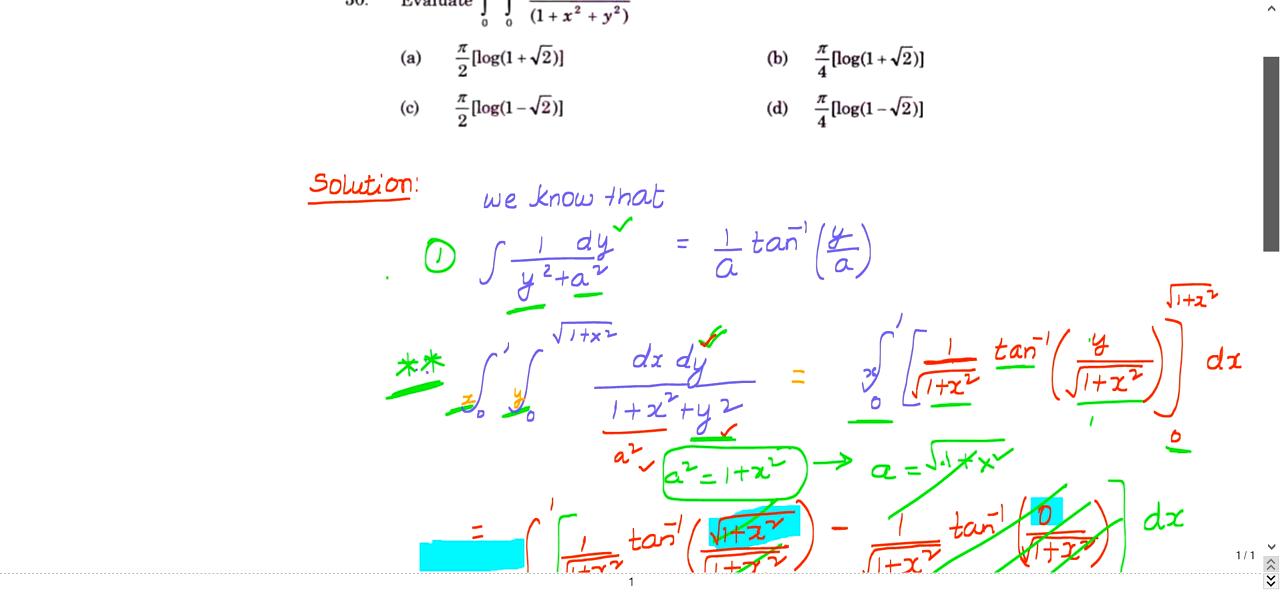 Evaluate ∫₀ ∫₀ (1 + x² + y²)
(a) π/2 [log(1 + √2)] (b) π/4 [log(1 + √2)]
(c) π/2 [log(1 − √2)] (d) π/4 [log(1 − √2)]
Solution:
we know that
① ∫ 1 dy / (y² + a²) = 1/a tan⁻¹(y/a)
** ∫₀¹ ∫₀^√(1+x²) dx dy / (1 + x² + y²) = ∫₀¹ [1/√(1+x²) tan⁻¹(y/√(1+x²))]₀^√(1+x²) dx
a² a² = 1 + x² → a = √(1 + x²)
= ∫¹ [1/√(1+x²) tan⁻¹(√(1+x²)/√(1+x²)) − 1/√(1+x²) tan⁻¹(0/√(1+x²))] dx
1 / 1
1